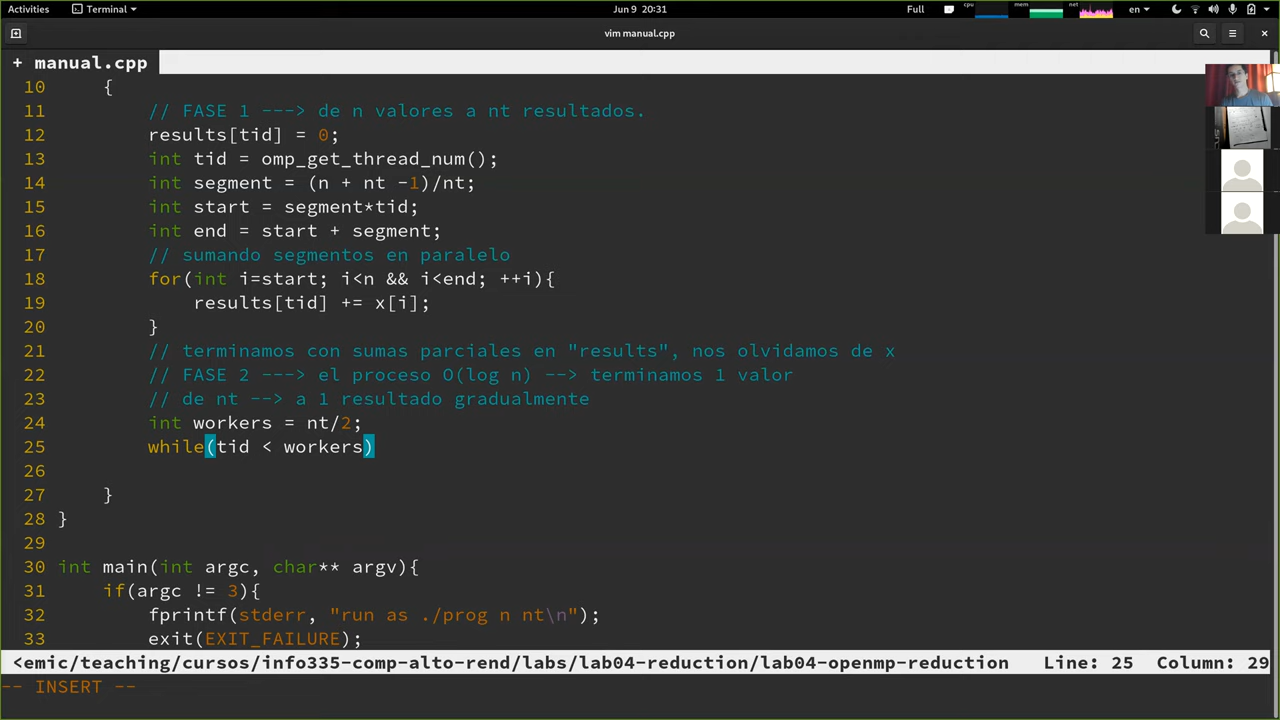 Activities Terminal Jun 9 20:31 Full cpu mem net en
vim manual.cpp
+ manual.cpp
10 {
11 // FASE 1 ---> de n valores a nt resultados.
12 results[tid] = 0;
13 int tid = omp_get_thread_num();
14 int segment = (n + nt -1)/nt;
15 int start = segment*tid;
16 int end = start + segment;
17 // sumando segmentos en paralelo
18 for(int i=start; i<n && i<end; ++i){
19 results[tid] += x[i];
20 }
21 // terminamos con sumas parciales en "results", nos olvidamos de x
22 // FASE 2 ---> el proceso O(log n) --> terminamos 1 valor
23 // de nt --> a 1 resultado gradualmente
24 int workers = nt/2;
25 while(tid < workers)
26
27 }
28 }
29
30 int main(int argc, char** argv){
31 if(argc != 3){
32 fprintf(stderr, "run as ./prog n nt\n");
33 exit(EXIT_FAILURE);
<emic/teaching/cursos/info335-comp-alto-rend/labs/lab04-reduction/lab04-openmp-reduction Line: 25 Column: 29
-- INSERT --